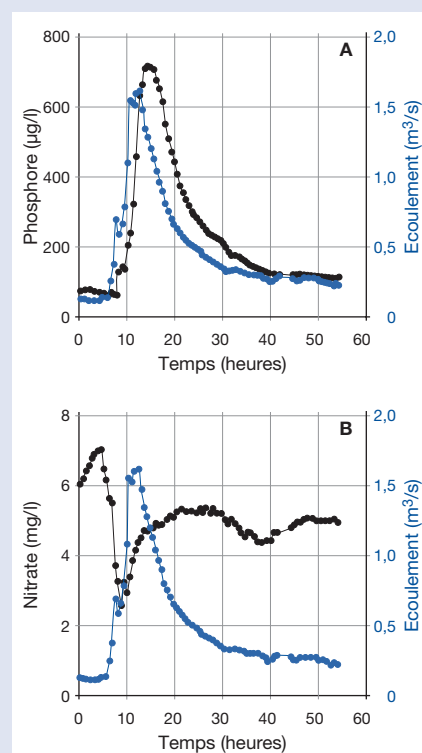 A
800
600
400
200
0
Phosphore (µg/l)
2,0
1,5
1,0
0,5
0
Ecoulement (m³/s)
0 10 20 30 40 50 60
Temps (heures)
B
8
6
4
2
0
Nitrate (mg/l)
2,0
1,5
1,0
0,5
0
Ecoulement (m³/s)
0 10 20 30 40 50 60
Temps (heures)